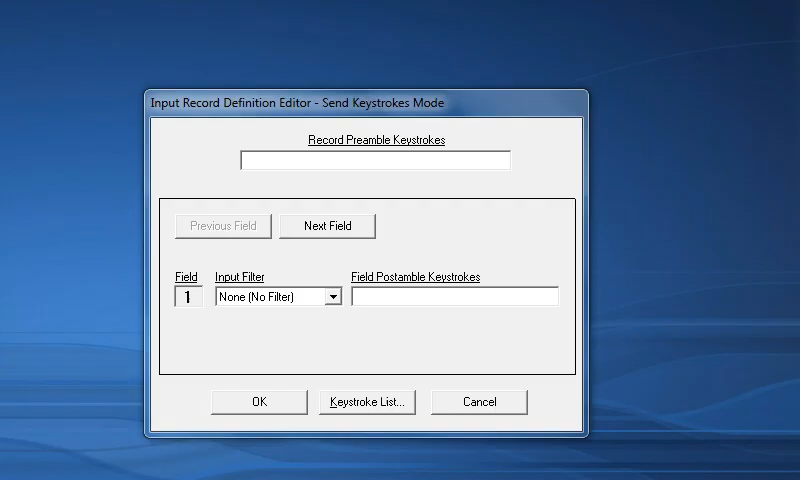 Input Record Definition Editor - Send Keystrokes Mode
Record Preamble Keystrokes
Previous Field
Next Field
Field
Input Filter
Field Postamble Keystrokes
1
None (No Filter)
OK
Keystroke List...
Cancel